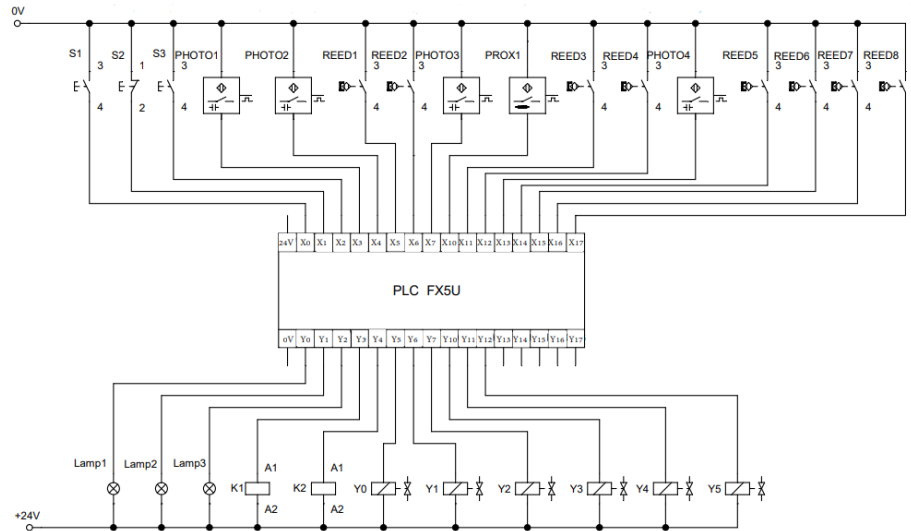 0V
S1 S2 S3 PHOTO1 PHOTO2 REED1 REED2 PHOTO3 PROX1 REED3 REED4 PHOTO4 REED5 REED6 REED7 REED8
3 1 3 3 3 3 3 3 3 3 3
4 2 4 4 4 4 4 4 4 4 4
24V X0 X1 X2 X3 X4 X5 X6 X7 X10 X11 X12 X13 X14 X15 X16 X17
PLC FX5U
0V Y0 Y1 Y2 Y3 Y4 Y5 Y6 Y7 Y10 Y11 Y12 Y13 Y14 Y15 Y16 Y17
Lamp1 Lamp2 Lamp3 A1 A1
K1 K2 Y0 Y1 Y2 Y3 Y4 Y5
A2 A2
+24V